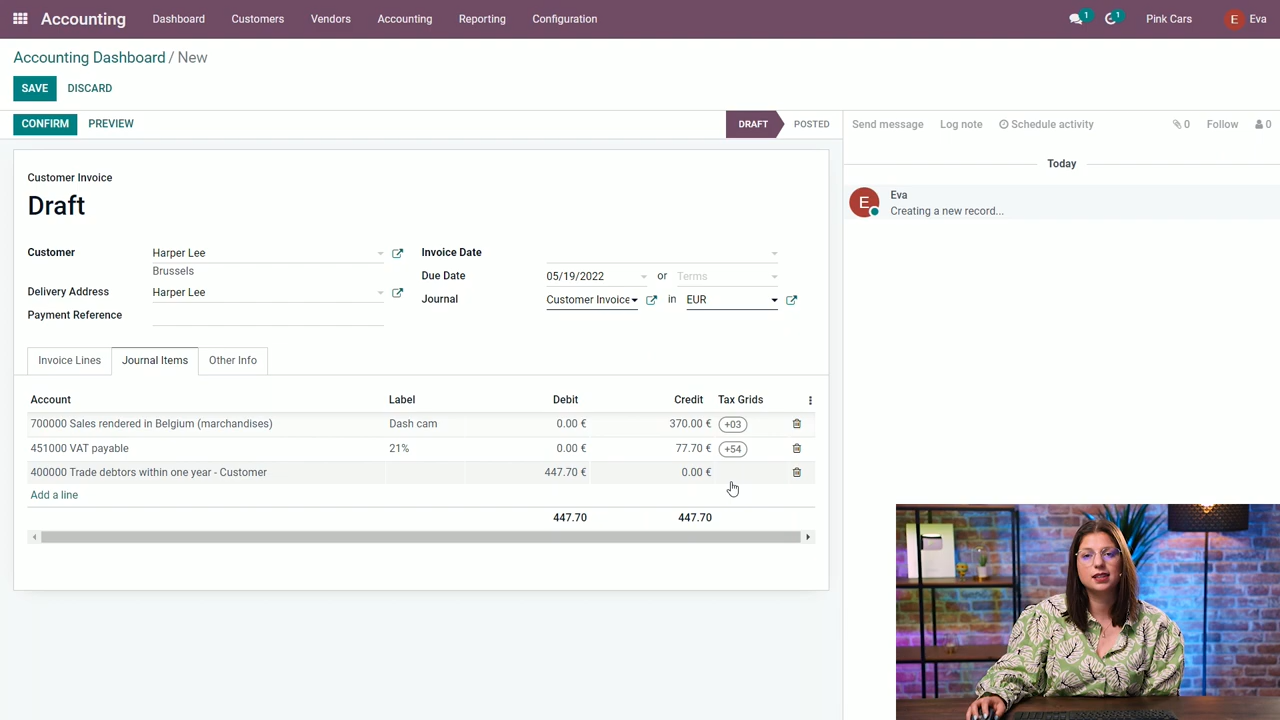 Accounting Dashboard Customers Vendors Accounting Reporting Configuration 1 1 Pink Cars E Eva
Accounting Dashboard / New
SAVE DISCARD
CONFIRM PREVIEW DRAFT POSTED Send message Log note Schedule activity 0 Follow 0
Today
Customer Invoice
Draft
E Eva
Creating a new record...
Customer Harper Lee Invoice Date
Brussels
Due Date 05/19/2022 or Terms
Delivery Address Harper Lee
Journal Customer Invoice in EUR
Payment Reference
Invoice Lines Journal Items Other Info
Account Label Debit Credit Tax Grids
700000 Sales rendered in Belgium (marchandises) Dash cam 0.00 € 370.00 € +03
451000 VAT payable 21% 0.00 € 77.70 € +54
400000 Trade debtors within one year - Customer 447.70 € 0.00 €
Add a line
447.70 447.70